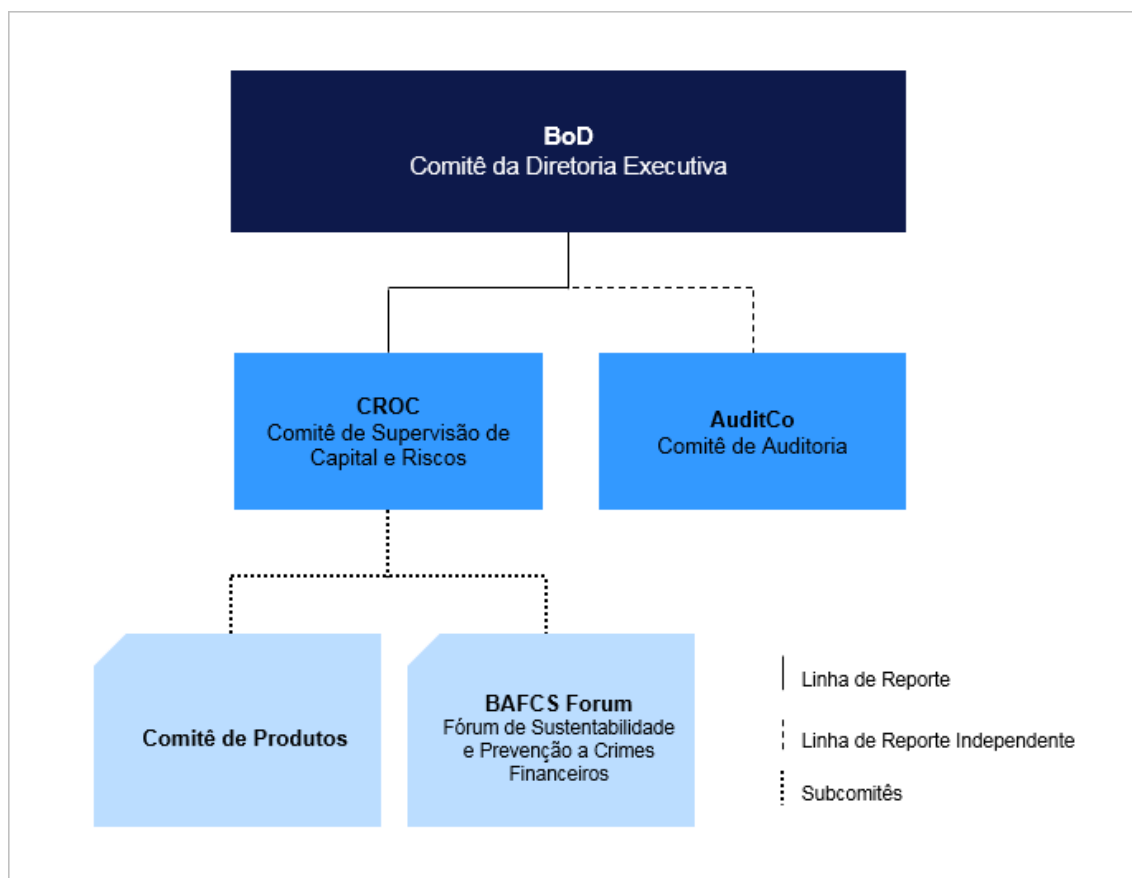 BoD
Comitê da Diretoria Executiva
CROC
Comitê de Supervisão de
Capital e Riscos
AuditCo
Comitê de Auditoria
Comitê de Produtos
BAFCS Forum
Fórum de Sustentabilidade
e Prevenção a Crimes
Financeiros
Linha de Reporte
Linha de Reporte Independente
Subcomitês